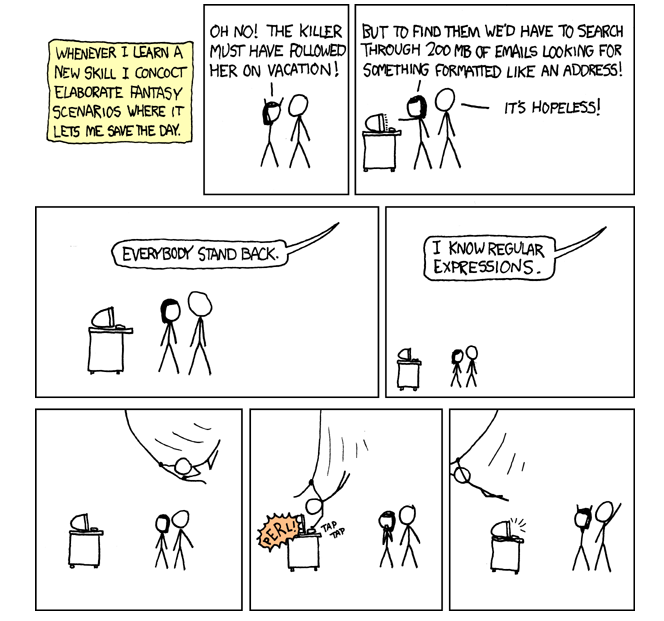 WHENEVER I LEARN A
NEW SKILL I CONCOCT
ELABORATE FANTASY
SCENARIOS WHERE IT
LETS ME SAVE THE DAY.
OH NO! THE KILLER
MUST HAVE FOLLOWED
HER ON VACATION!
BUT TO FIND THEM WE'D HAVE TO SEARCH
THROUGH 200 MB OF EMAILS LOOKING FOR
SOMETHING FORMATTED LIKE AN ADDRESS!
IT'S HOPELESS!
EVERYBODY STAND BACK.
I KNOW REGULAR
EXPRESSIONS.
PERL!
TAP
TAP